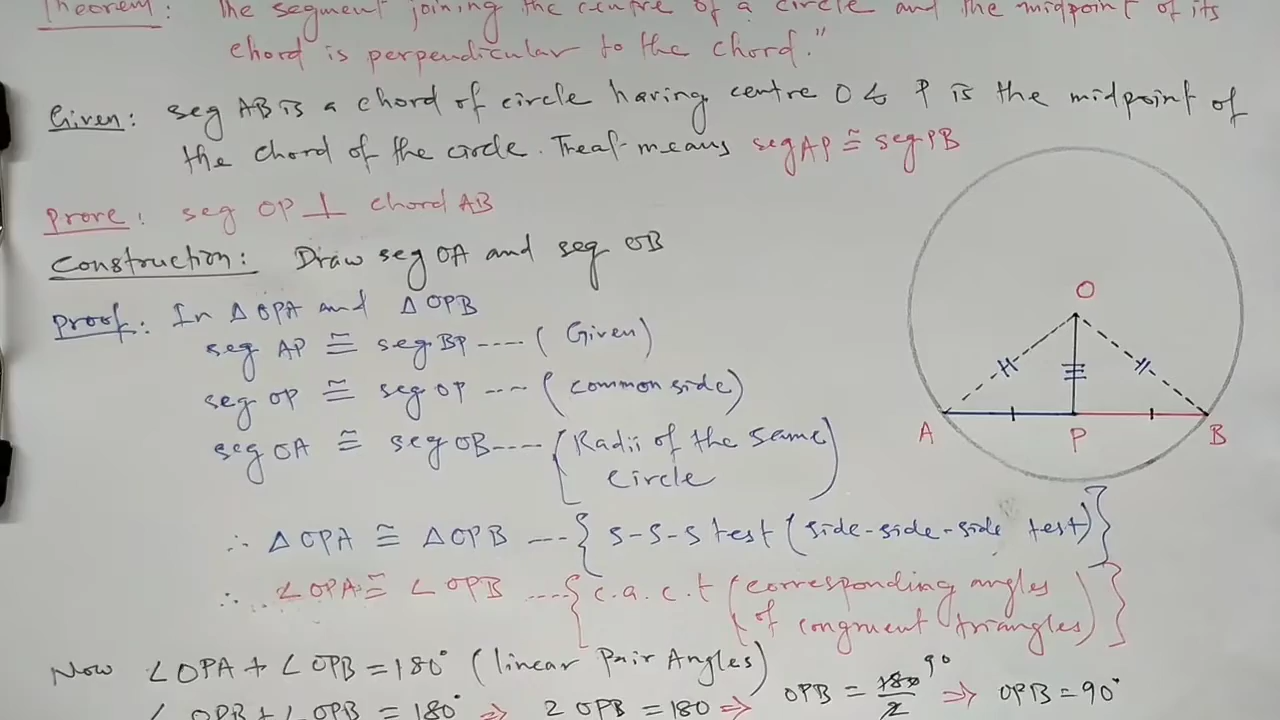 Theorem: "The segment joining the centre of a circle and the midpoint of its
chord is perpendicular to the chord."
Given: seg AB is a chord of circle having centre O & P is the midpoint of
the chord of the circle. Treat means seg AP ≅ seg PB
Prove: seg OP ⊥ chord AB
Construction: Draw seg OA and seg OB
Proof: In △OPA and △OPB
seg AP ≅ seg BP ---- (Given)
seg OP ≅ seg OP ---- (common side)
seg OA ≅ seg OB ---- (Radii of the same
circle)
∴ △OPA ≅ △OPB ---- {S-S-S test (side-side-side test)}
∴ ∠OPA ≅ ∠OPB ---- {c.a.c.t (corresponding angles
of congruent triangles)}
Now ∠OPA + ∠OPB = 180° (linear Pair Angles)
∠OPB + ∠OPB = 180° ⇒ 2 OPB = 180 ⇒ OPB = 180/2 90 ⇒ OPB = 90°
O
A
P
B